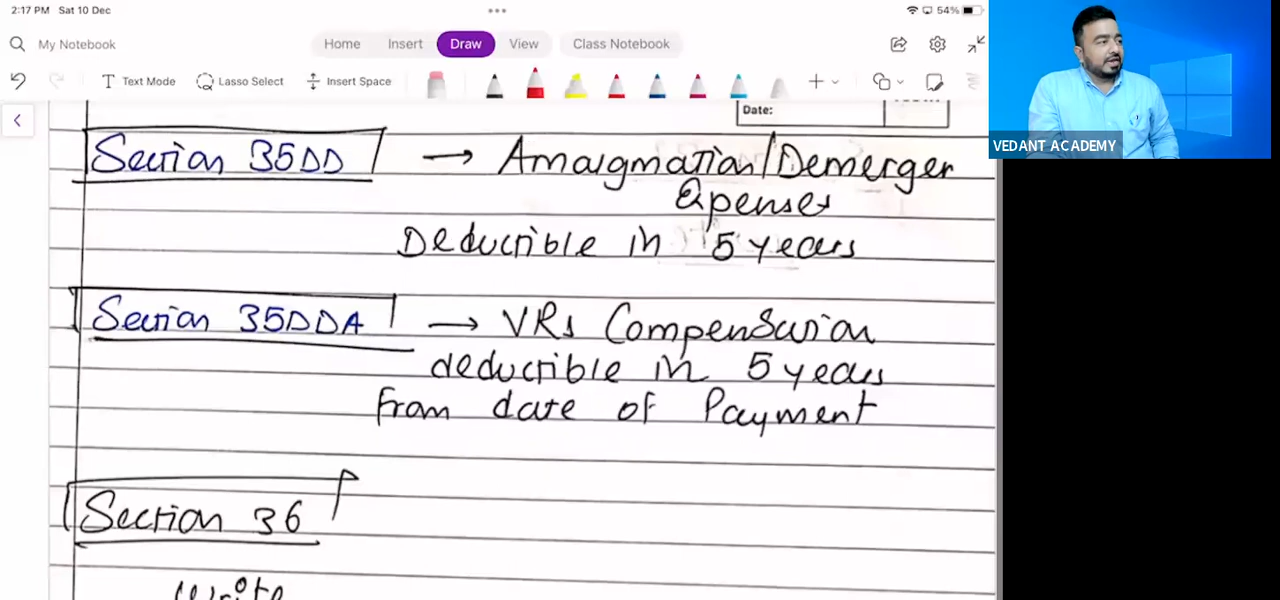 2:17 PM Sat 10 Dec
54%
My Notebook
Home Insert Draw View Class Notebook
Text Mode Lasso Select Insert Space
Date:
VEDANT ACADEMY
Section 35DD → Amalgmation/Demerger
Expenses
Deductible in 5 years
Section 35DDA → VRS Compensation
deductible in 5 years
From date of Payment
Section 36
write